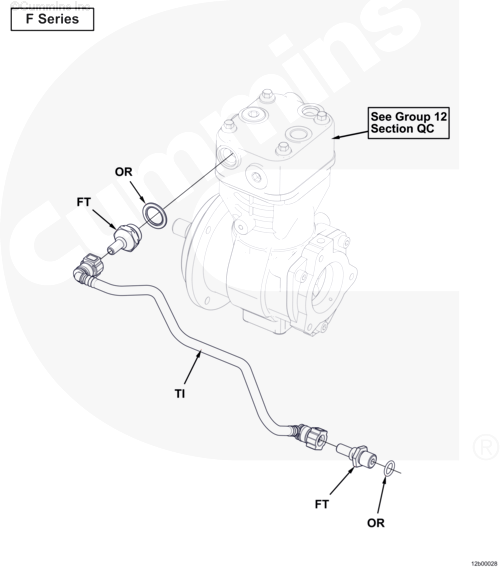 ©Cummins Inc
F Series
Cummins
See Group 12
Section QC
OR
FT
TI
®
FT
OR
12b00028